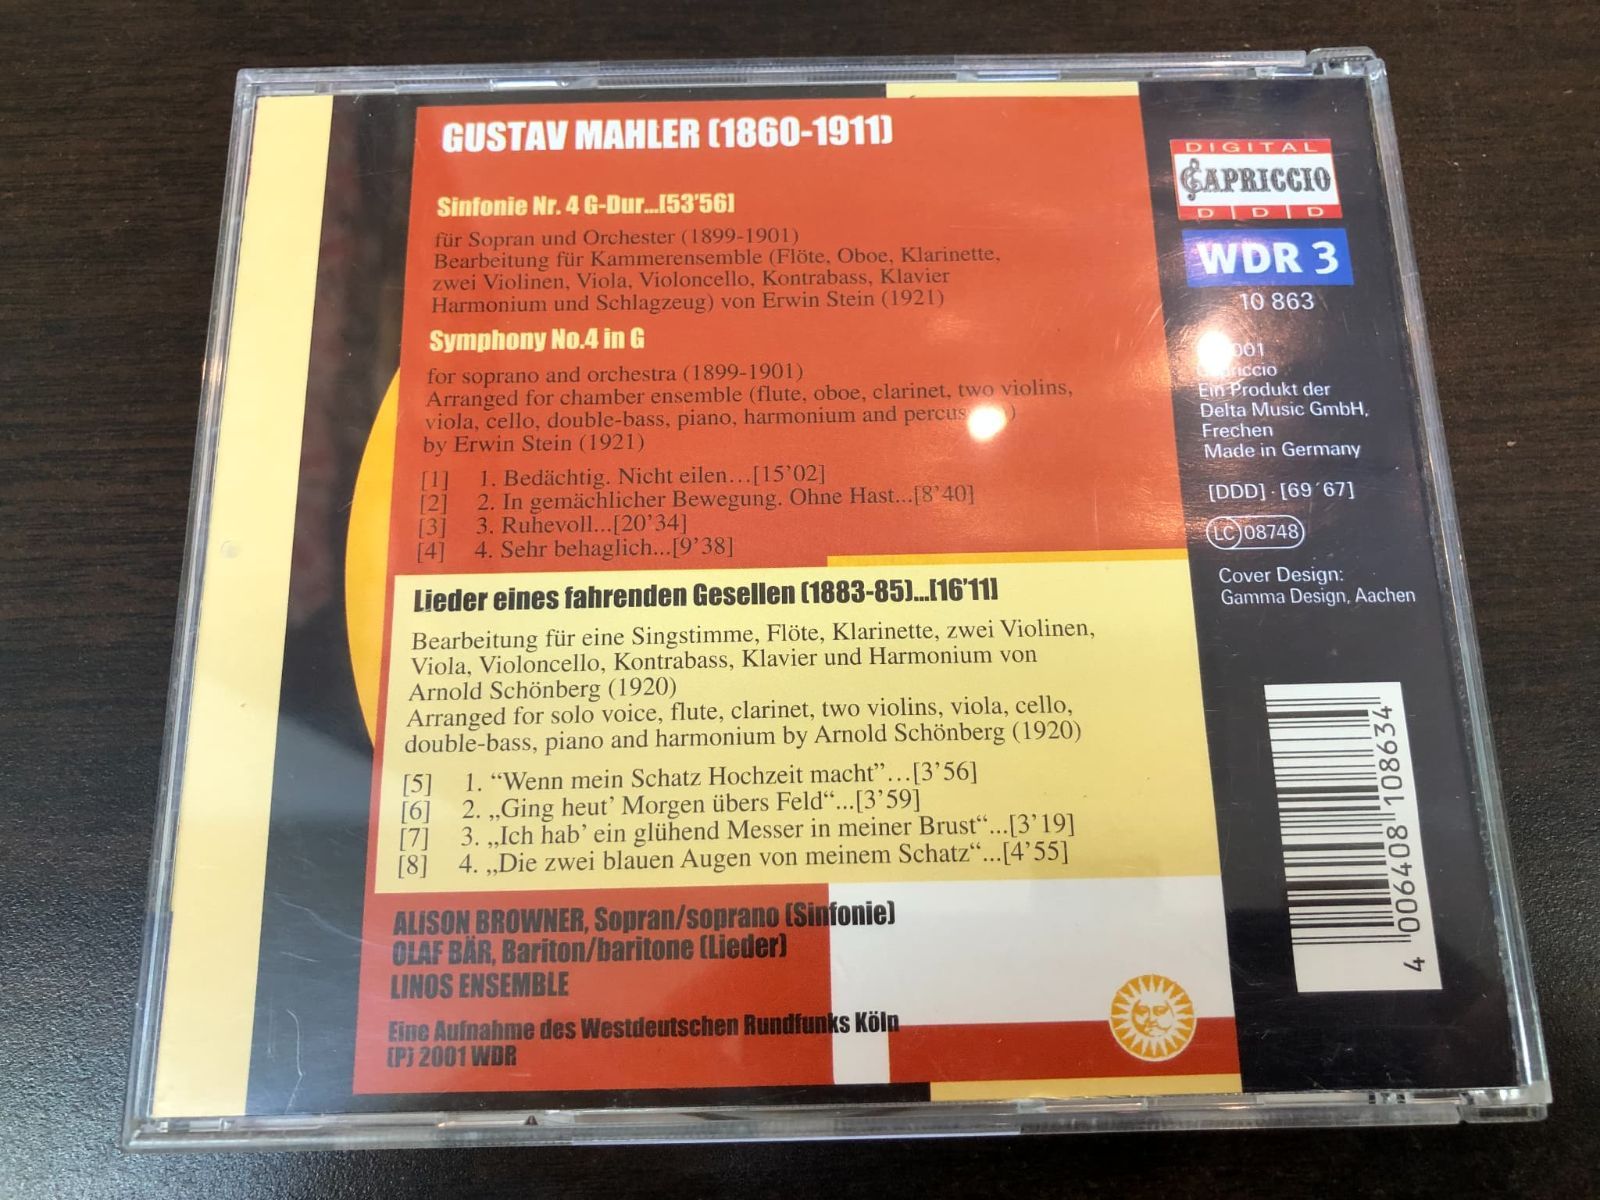 GUSTAV MAHLER (1860-1911)
Sinfonie Nr. 4 G-Dur...[53'56]
für Sopran und Orchester (1899-1901)
Bearbeitung für Kammerensemble (Flöte, Oboe, Klarinette,
zwei Violinen, Viola, Violoncello, Kontrabass, Klavier
Harmonium und Schlagzeug) von Erwin Stein (1921)
Symphony No.4 in G
for soprano and orchestra (1899-1901)
Arranged for chamber ensemble (flute, oboe, clarinet, two violins,
viola, cello, double-bass, piano, harmonium and )
by Erwin Stein (1921)
[1] 1. Bedächtig. Nicht eilen...[15'02]
[2] 2. In gemächlicher Bewegung. Ohne Hast...[8'40]
[3] 3. Ruhevoll...[20'34]
[4] 4. Sehr behaglich...[9'38]
Lieder eines fahrenden Gesellen (1883-85)...[16'11]
Bearbeitung für eine Singstimme, Flöte, Klarinette, zwei Violinen,
Viola, Violoncello, Kontrabass, Klavier und Harmonium von
Arnold Schönberg (1920)
Arranged for solo voice, flute, clarinet, two violins, viola, cello,
double-bass, piano and harmonium by Arnold Schönberg (1920)
[5] 1. “Wenn mein Schatz Hochzeit macht”...[3'56]
[6] 2. „Ging heut’ Morgen übers Feld“...[3'59]
[7] 3. „Ich hab’ ein glühend Messer in meiner Brust“...[3'19]
[8] 4. „Die zwei blauen Augen von meinem Schatz“...[4'55]
ALISON BROWNER, Sopran/soprano (Sinfonie)
OLAF BÄR, Bariton/baritone (Lieder)
LINOS ENSEMBLE
Eine Aufnahme des Westdeutschen Rundfunks Köln
(P) 2001 WDR
DIGITAL
CAPRICCIO
D D D
WDR 3
10 863
Capriccio
Ein Produkt der
Delta Music GmbH,
Frechen
Made in Germany
[DDD] · [69´67]
LC 08748
Cover Design:
Gamma Design, Aachen
4 006408 108634